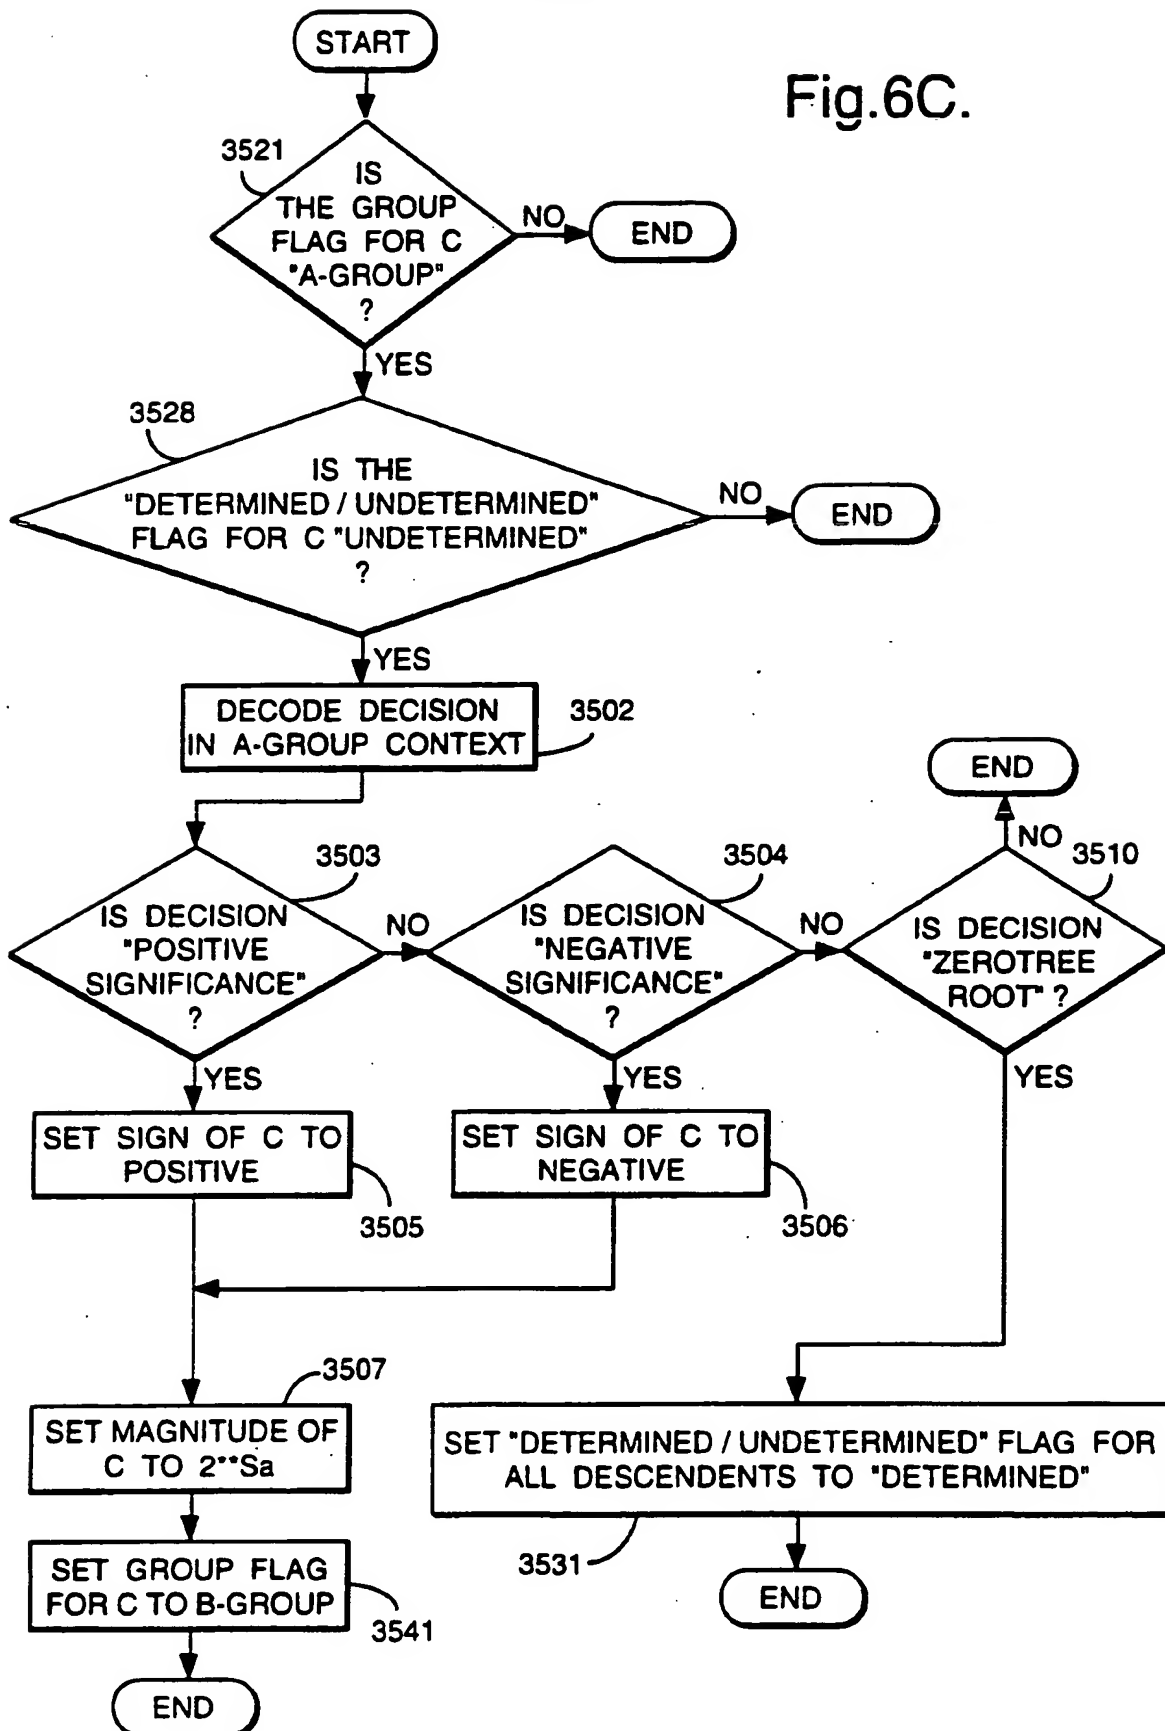 START
Fig.6C.
3521
IS
THE GROUP
FLAG FOR C
"A-GROUP"
?
NO
END
YES
3528
IS THE
"DETERMINED / UNDETERMINED"
FLAG FOR C "UNDETERMINED"
?
NO
END
YES
DECODE DECISION
IN A-GROUP CONTEXT
3502
END
NO
3503
IS DECISION
"POSITIVE
SIGNIFICANCE"
?
NO
3504
IS DECISION
"NEGATIVE
SIGNIFICANCE"
?
NO
3510
IS DECISION
"ZEROTREE
ROOT" ?
YES
YES
YES
SET SIGN OF C TO
POSITIVE
3505
SET SIGN OF C TO
NEGATIVE
3506
3507
SET MAGNITUDE OF
C TO 2**Sa
SET "DETERMINED / UNDETERMINED" FLAG FOR
ALL DESCENDENTS TO "DETERMINED"
3531
END
SET GROUP FLAG
FOR C TO B-GROUP
3541
END